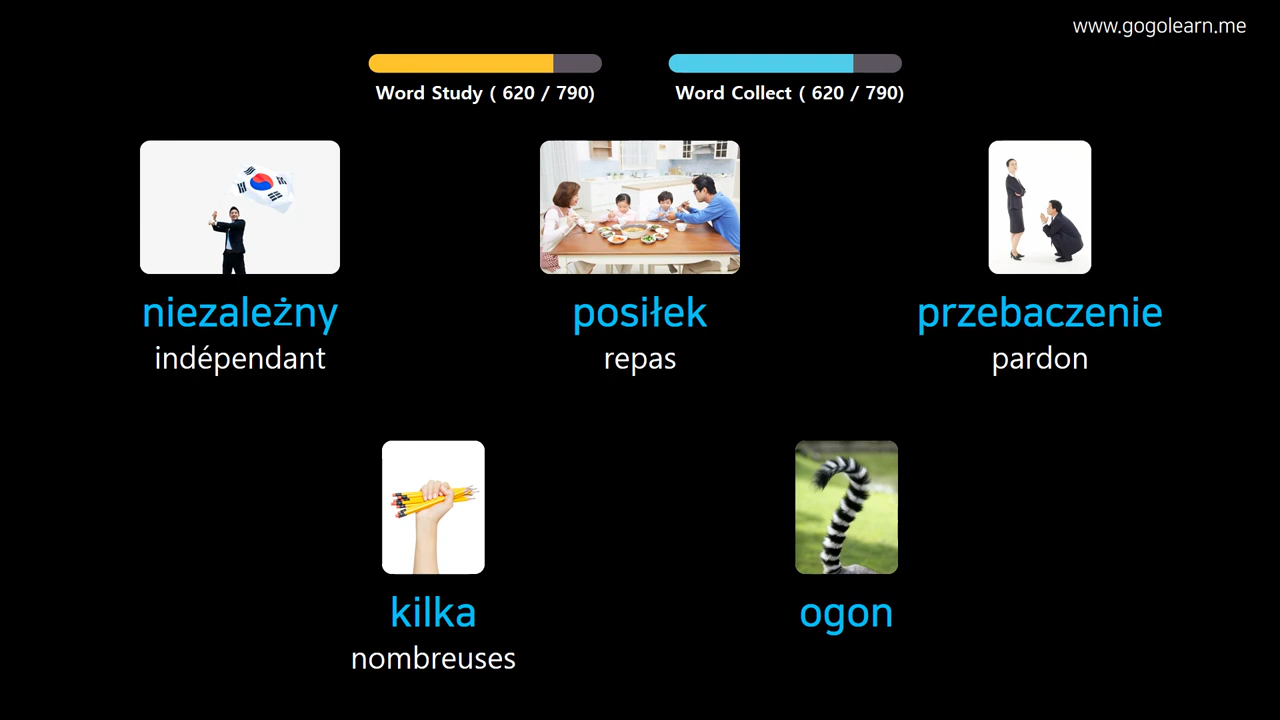 www.gogolearn.me
Word Study ( 620 / 790)
Word Collect ( 620 / 790)
niezależny
indépendant
posiłek
repas
przebaczenie
pardon
kilka
nombreuses
ogon